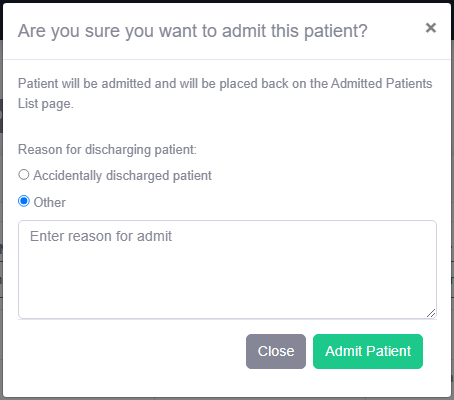 Are you sure you want to admit this patient? ×
Patient will be admitted and will be placed back on the Admitted Patients
List page.
Reason for discharging patient:
Accidentally discharged patient
Other
Enter reason for admit
Close Admit Patient